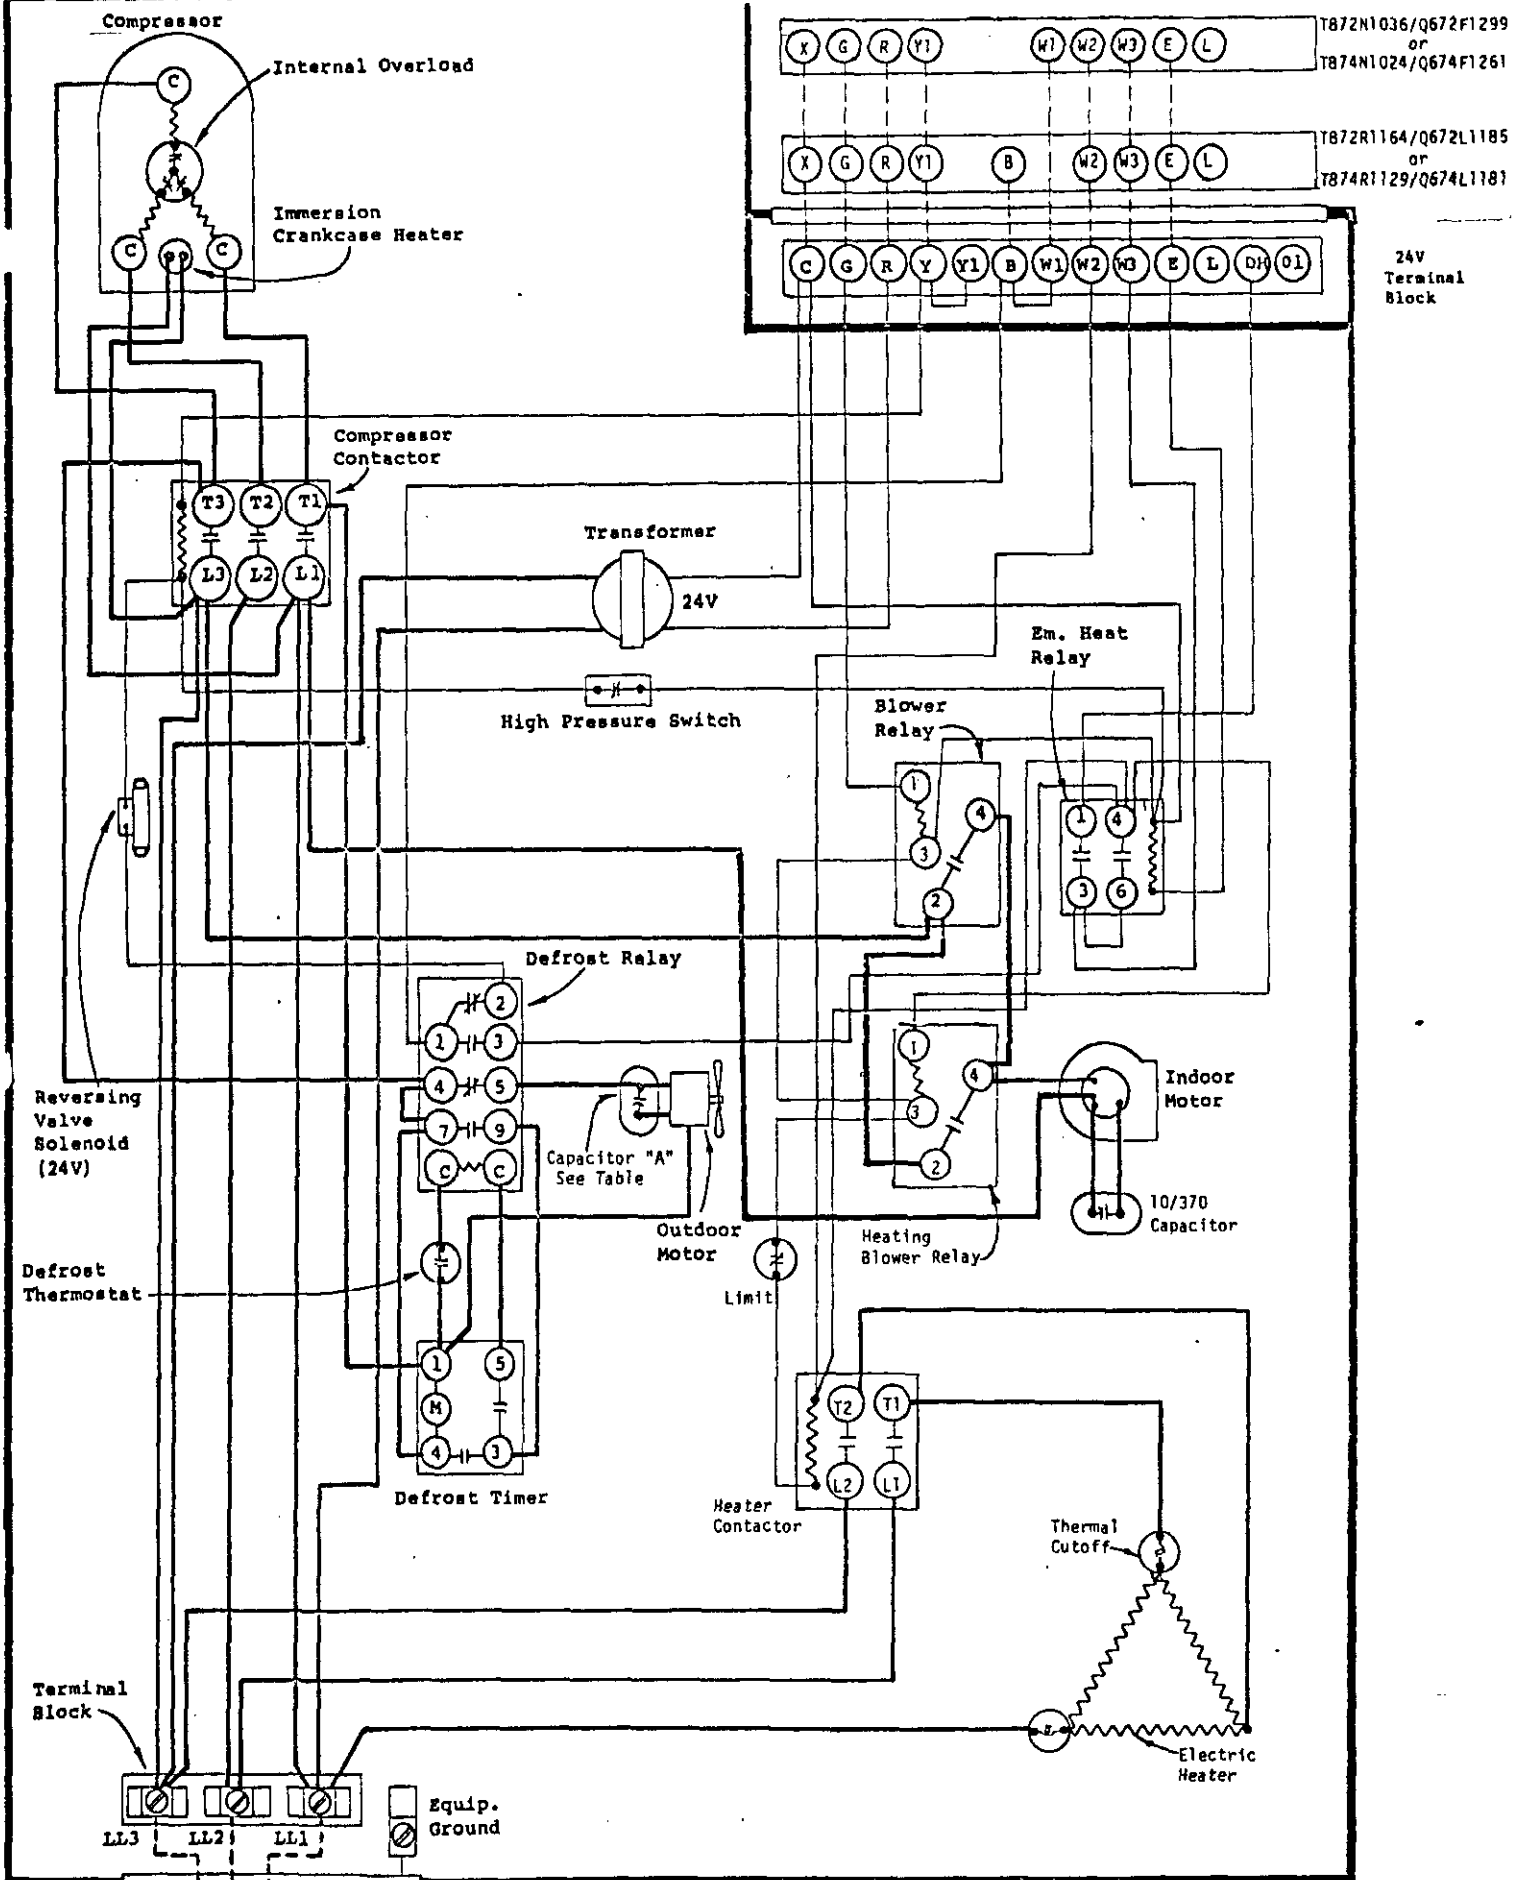 Compressor
Internal Overload
Immersion
Crankcase Heater
C
C
C
X G R Y1 W1 W2 W3 E L
T872N1036/Q672F1299
or
T874N1024/Q674F1261
X G R Y1 B W2 W3 E L
T872R1164/Q672L1185
or
T874R1129/Q674L1181
C G R Y Y1 B W1 W2 W3 E L DH O1
24V
Terminal
Block
Compressor
Contactor
T3 T2 T1
L3 L2 L1
Transformer
24V
High Pressure Switch
Em. Heat
Relay
Blower
Relay
1
4
3
2
1 4
3 6
Defrost Relay
2
1 3
4 5
7 9
C C
Reversing
Valve
Solenoid
(24V)
Capacitor "A"
See Table
Outdoor
Motor
1
4
3
2
Heating
Blower Relay
Indoor
Motor
10/370
Capacitor
Limit
Defrost
Thermostat
1 5
M
4 3
Defrost Timer
T2 T1
L2 L1
Heater
Contactor
Thermal
Cutoff
Electric
Heater
Terminal
Block
LL3 LL2 LL1
Equip.
Ground